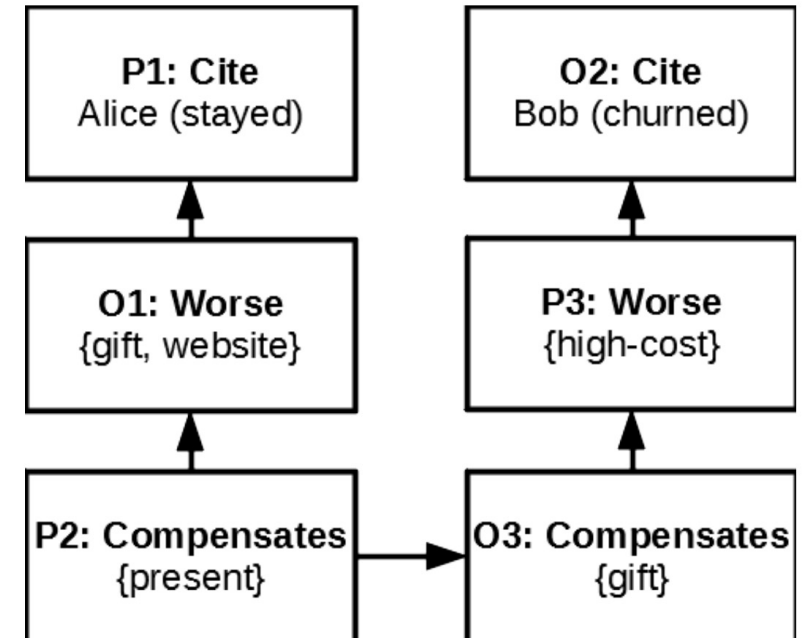 P1: Cite
Alice (stayed)
O2: Cite
Bob (churned)
O1: Worse
{gift, website}
P3: Worse
{high-cost}
P2: Compensates
{present}
O3: Compensates
{gift}